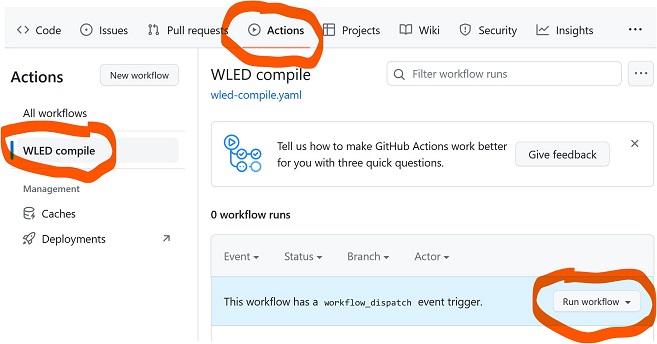 Code
Issues
Pull requests
Actions
Projects
Wiki
Security
Insights
Actions
New workflow
All workflows
WLED compile
Management
Caches
Deployments
WLED compile
wled-compile.yaml
Filter workflow runs
Tell us how to make GitHub Actions work better
for you with three quick questions.
Give feedback
0 workflow runs
Event
Status
Branch
Actor
This workflow has a workflow_dispatch event trigger.
Run workflow